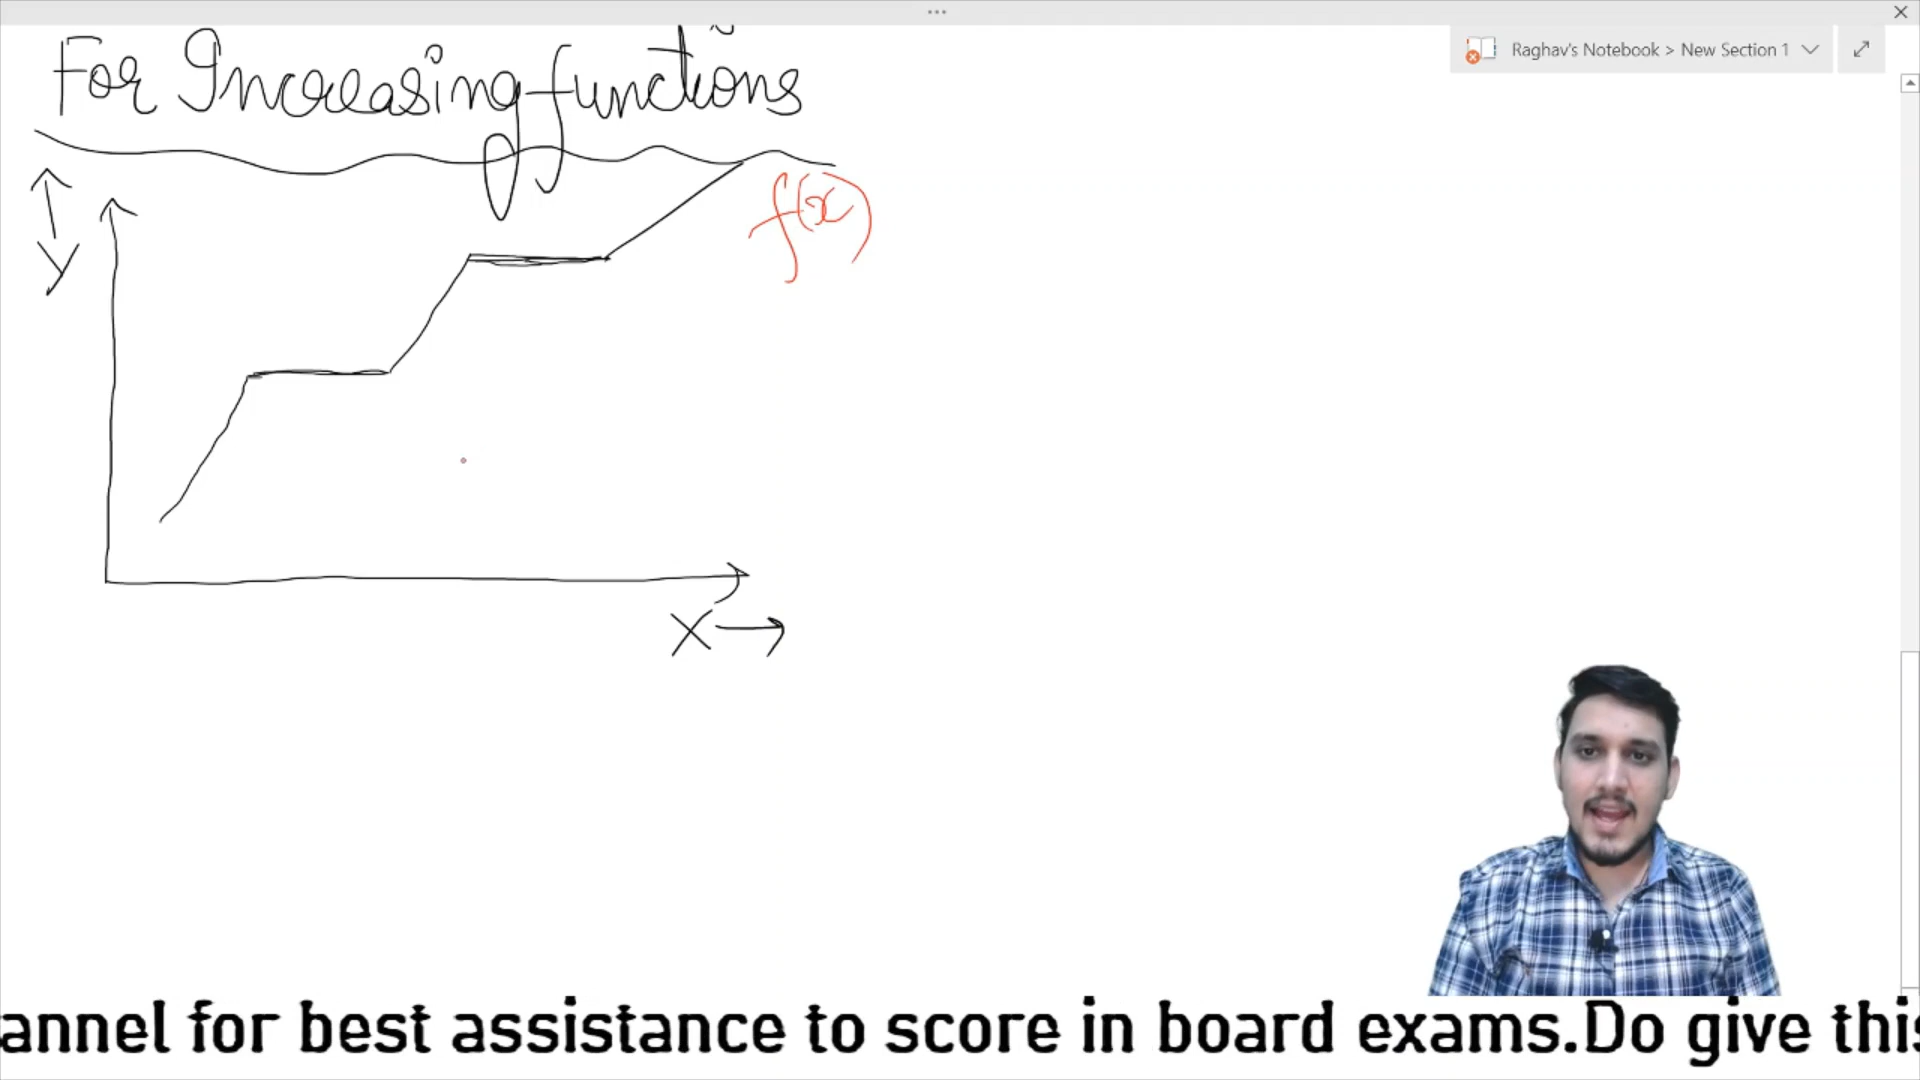 For Increasing functions
Raghav's Notebook > New Section 1
f(x)
y
X
annel for best assistance to score in board exams.Do give this